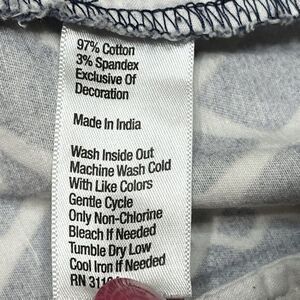 97% Cotton
3% Spandex
Exclusive Of
Decoration
Made In India
Wash Inside Out
Machine Wash Cold
With Like Colors
Gentle Cycle
Only Non-Chlorine
Bleach If Needed
Tumble Dry Low
Cool Iron If Needed
RN